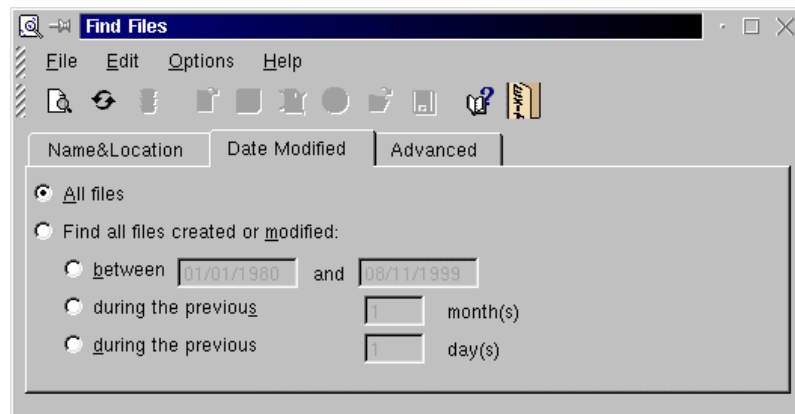 Find Files
File Edit Options Help
EXIT
Name&Location Date Modified Advanced
All files
Find all files created or modified:
between 01/01/1980 and 08/11/1999
during the previous 1 month(s)
during the previous 1 day(s)